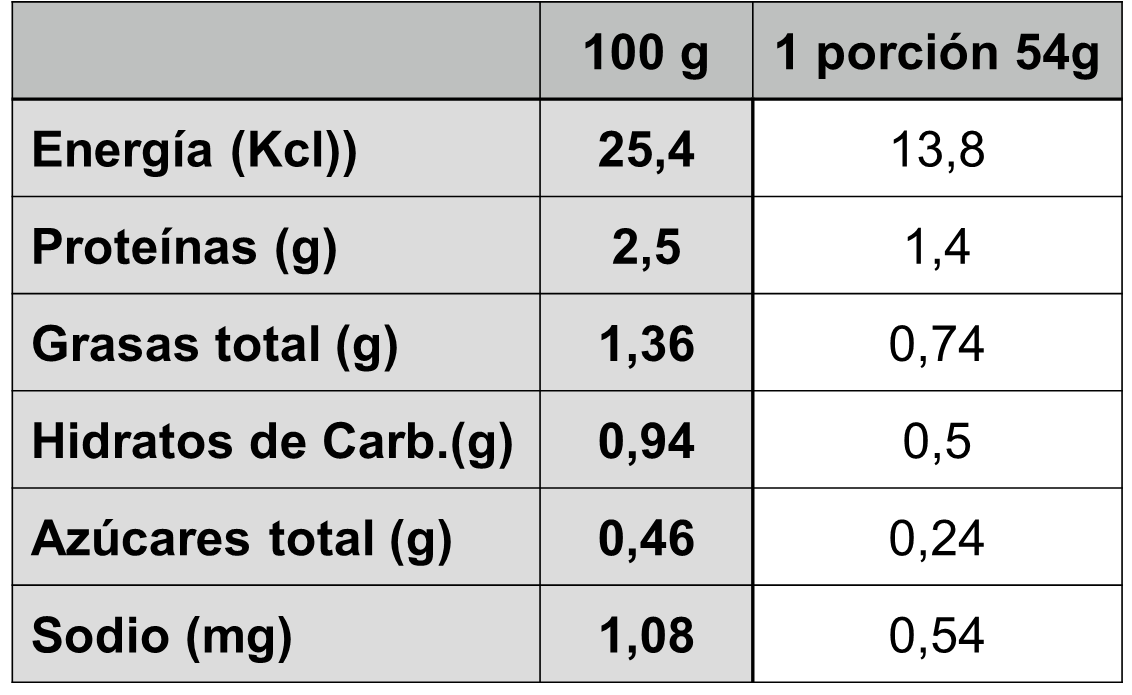 100 g 1 porción 54g
Energía (Kcl)) 25,4 13,8
Proteínas (g) 2,5 1,4
Grasas total (g) 1,36 0,74
Hidratos de Carb.(g) 0,94 0,5
Azúcares total (g) 0,46 0,24
Sodio (mg) 1,08 0,54